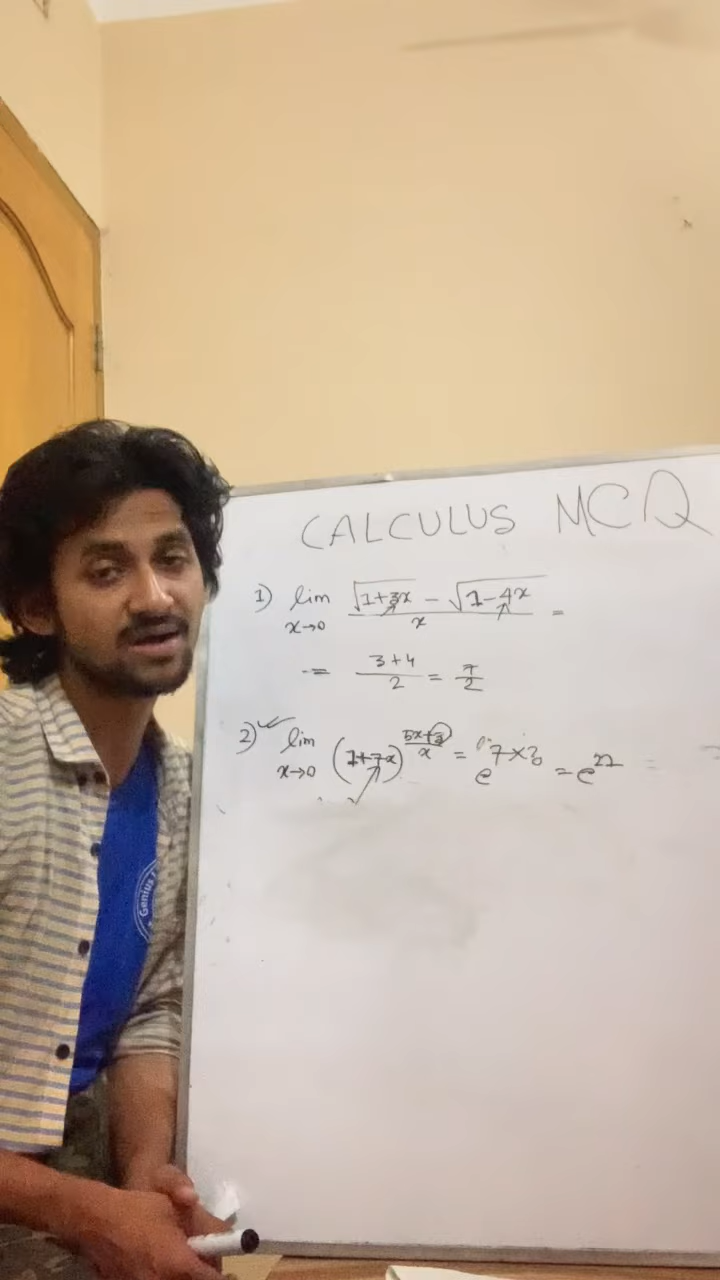 CALCULUS MCQ
1) lim x→0 (√(1+3x) − √(1−4x)) / x =
= (3+4)/2 = 7/2
2) lim x→0 (1+7x)^((5x+3)/x) = e^(7×3) = e^21
Genius